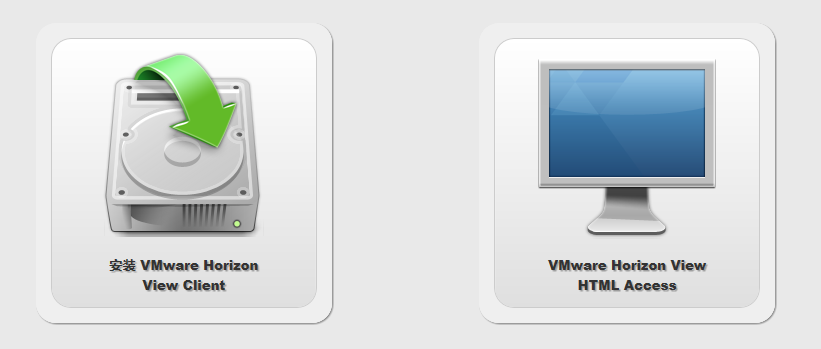 安装 VMware Horizon
View Client
VMware Horizon View
HTML Access